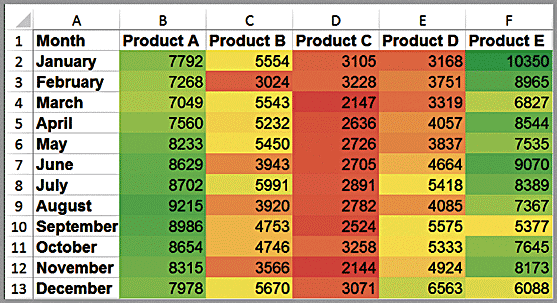 A B C D E F
1 Month Product A Product B Product C Product D Product E
2 January 7792 5554 3105 3168 10350
3 February 7268 3024 3228 3751 8965
4 March 7049 5543 2147 3319 6827
5 April 7560 5232 2636 4057 8544
6 May 8233 5450 2726 3837 7535
7 June 8629 3943 2705 4664 9070
8 July 8702 5991 2891 5418 8389
9 August 9215 3920 2782 4085 7367
10 September 8986 4753 2524 5575 5377
11 October 8654 4746 3258 5333 7645
12 November 8315 3566 2144 4924 8173
13 December 7978 5670 3071 6563 6088